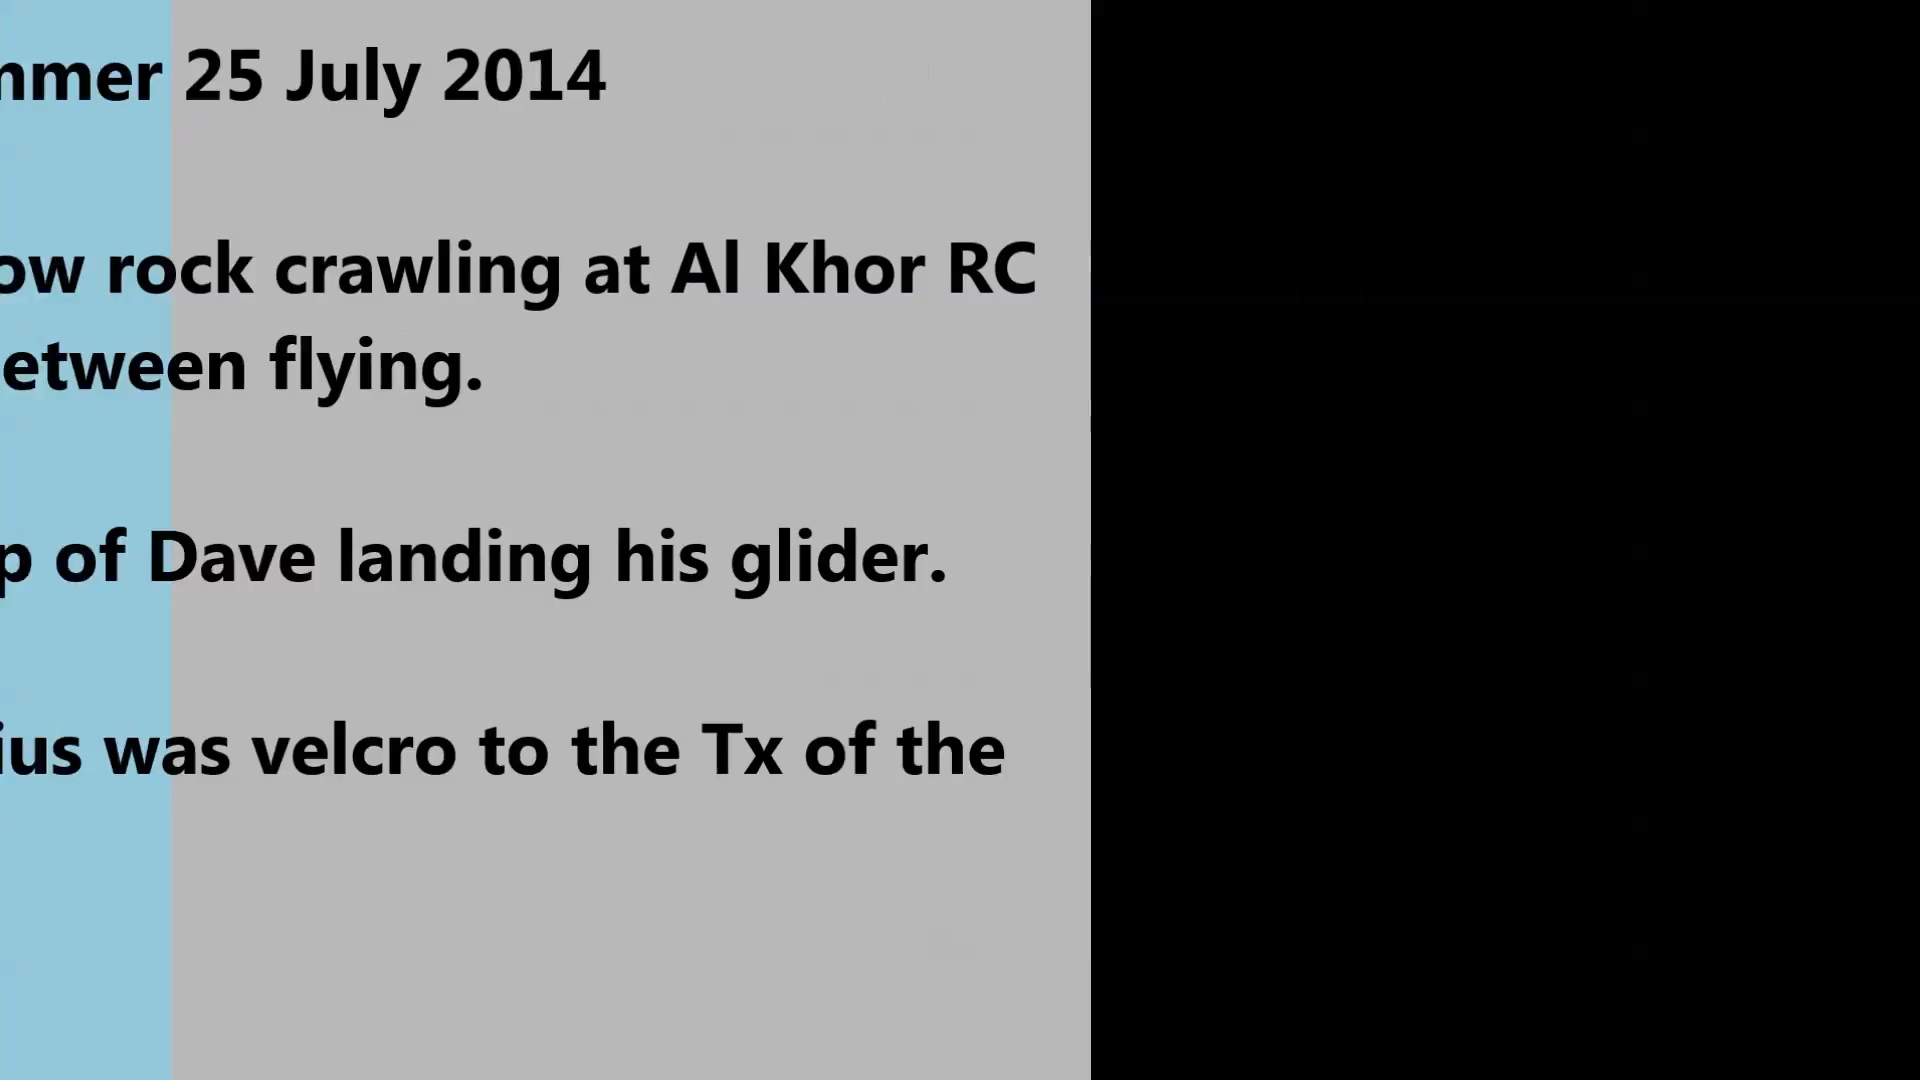 mmer 25 July 2014
ow rock crawling at Al Khor RC
etween flying.
p of Dave landing his glider.
ius was velcro to the Tx of the